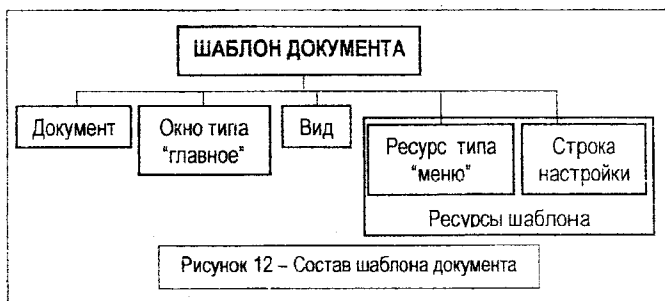 ШАБЛОН ДОКУМЕНТА
Документ
Окно типа
"главное"
Вид
Ресурс типа
"меню"
Строка
настройки
Ресурсы шаблона
Рисунок 12 – Состав шаблона документа